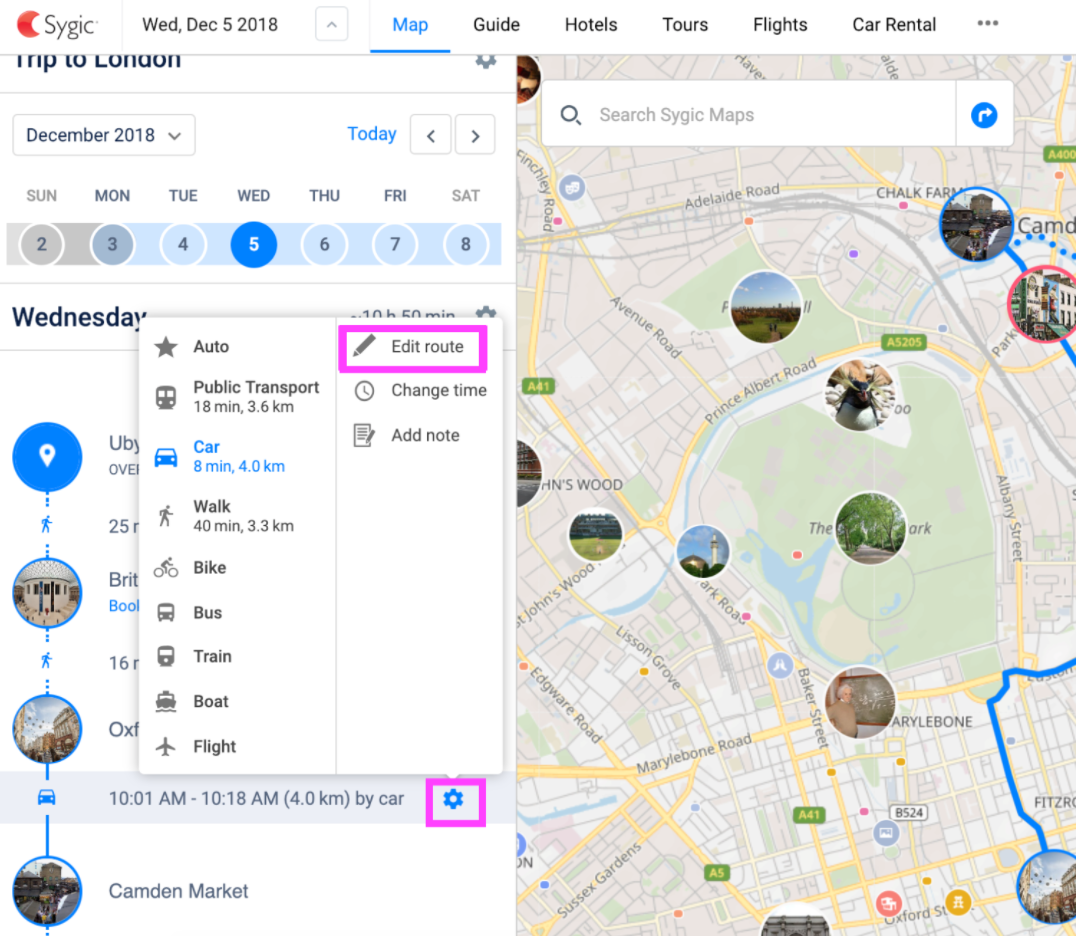 Sygic
Wed, Dec 5 2018
Map
Guide
Hotels
Tours
Flights
Car Rental
Trip to London
December 2018
Today
SUN MON TUE WED THU FRI SAT
2 3 4 5 6 7 8
Wednesday
~10 h 50 min
Auto
Public Transport
18 min, 3.6 km
Car
8 min, 4.0 km
Walk
40 min, 3.3 km
Bike
Bus
Train
Boat
Flight
Edit route
Change time
Add note
Uby
OVE
25
Brit
Book
16
Oxf
10:01 AM - 10:18 AM (4.0 km) by car
Camden Market
Search Sygic Maps
Finchley Road
Haver
Adelaide Road
CHALK FARM
A400
Camd
Avenue Road
A5205
Park
A41
Prince Albert Road
oo
HN'S WOOD
Albany Street
The
ark
St John's Wood
Park Road
Lisson Grove
Edgware Road
Baker Street
Euston
ARYLEBONE
Marylebone Road
FITZRO
A41
B524
ON
A5
Sussex Gardens
Oxford St